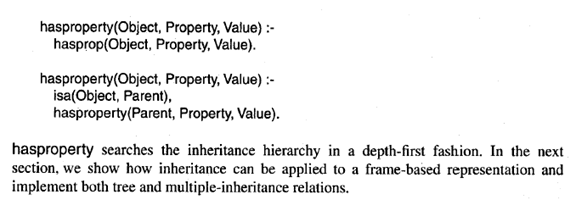 hasproperty(Object, Property, Value) :-
hasprop(Object, Property, Value).
hasproperty(Object, Property, Value) :-
isa(Object, Parent),
hasproperty(Parent, Property, Value).
hasproperty searches the inheritance hierarchy in a depth-first fashion. In the next
section, we show how inheritance can be applied to a frame-based representation and
implement both tree and multiple-inheritance relations.